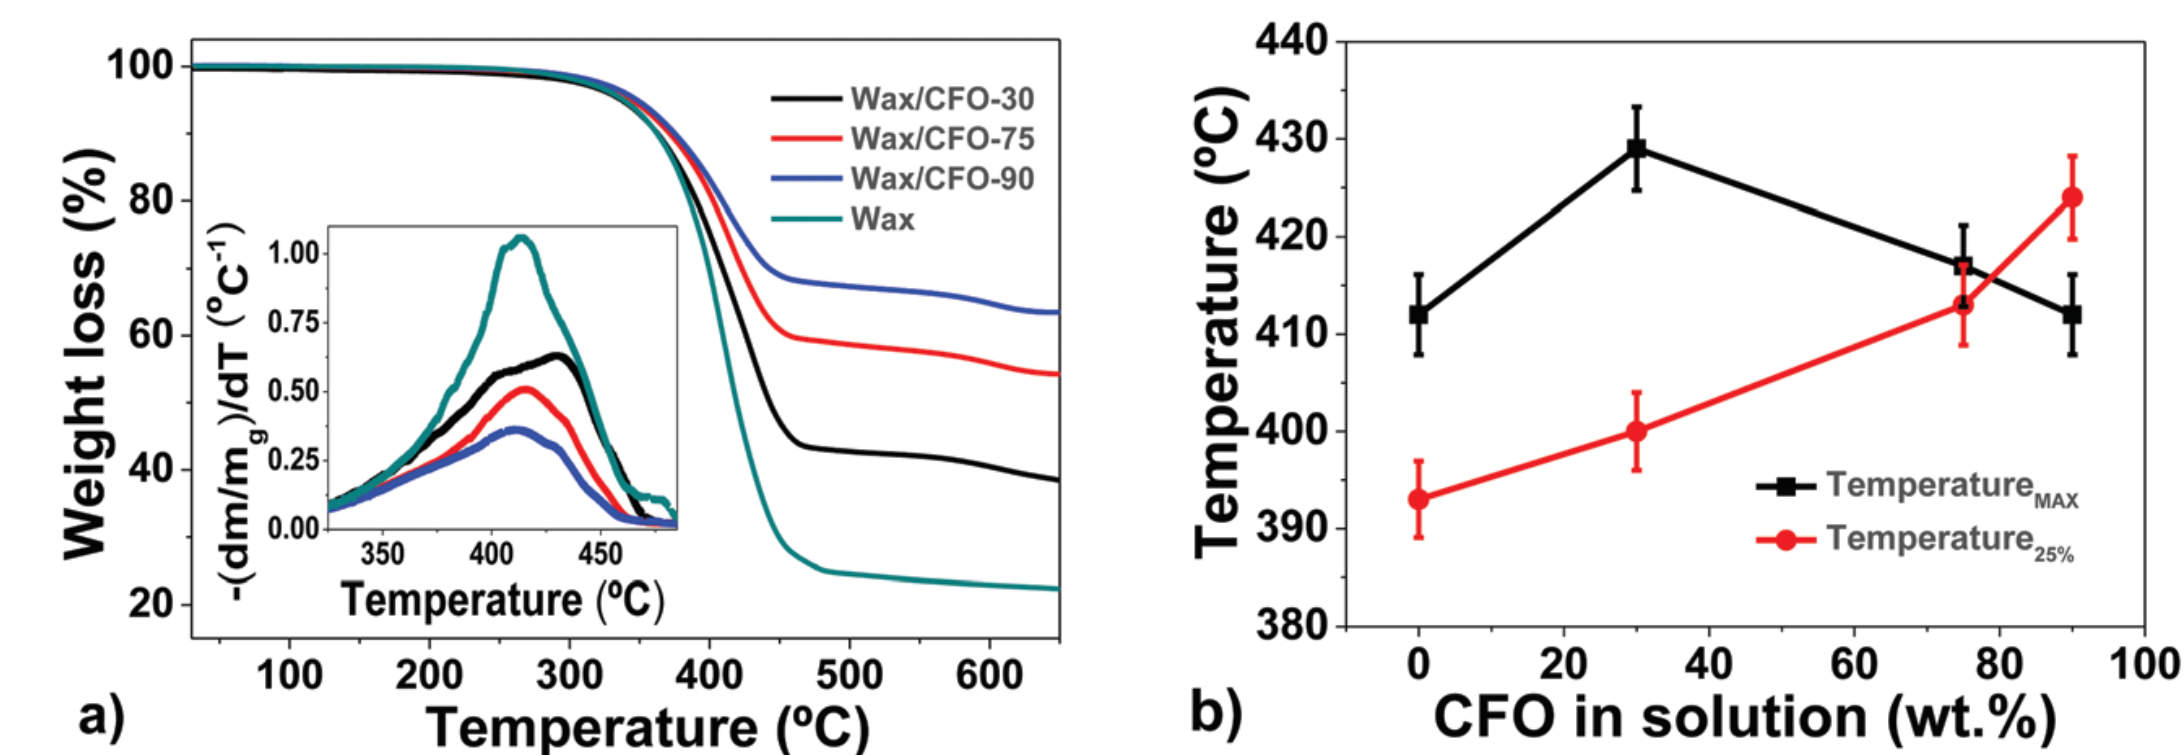 100
80
60
40
20
Weight loss (%)
Wax/CFO-30
Wax/CFO-75
Wax/CFO-90
Wax
1.00
0.75
0.50
0.25
0.00
-(dm/mg)/dT (ºC-1)
350 400 450
Temperature (ºC)
100 200 300 400 500 600
Temperature (ºC)
a)
440
430
420
410
400
390
380
Temperature (ºC)
TemperatureMAX
Temperature25%
0 20 40 60 80 100
CFO in solution (wt.%)
b)